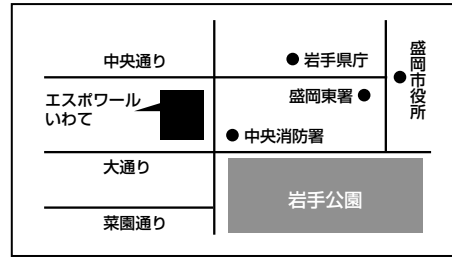 中央通り
岩手県庁
盛岡市役所
エスポワール
いわて
盛岡東署
中央消防署
大通り
岩手公園
菜園通り